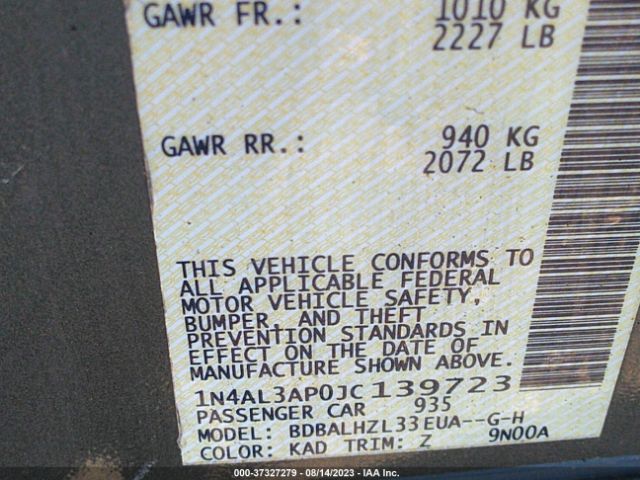 GAWR FR.: 1010 KG
2227 LB
GAWR RR.: 940 KG
2072 LB
THIS VEHICLE CONFORMS TO
ALL APPLICABLE FEDERAL
MOTOR VEHICLE SAFETY,
BUMPER, AND THEFT
PREVENTION STANDARDS IN
EFFECT ON THE DATE OF
MANUFACTURE SHOWN ABOVE.
1N4AL3AP0JC139723
PASSENGER CAR 935
MODEL: BDBALHZL33EUA--G-H
COLOR: KAD TRIM: Z 9N00A
000-37327279 - 08/14/2023 - IAA Inc.